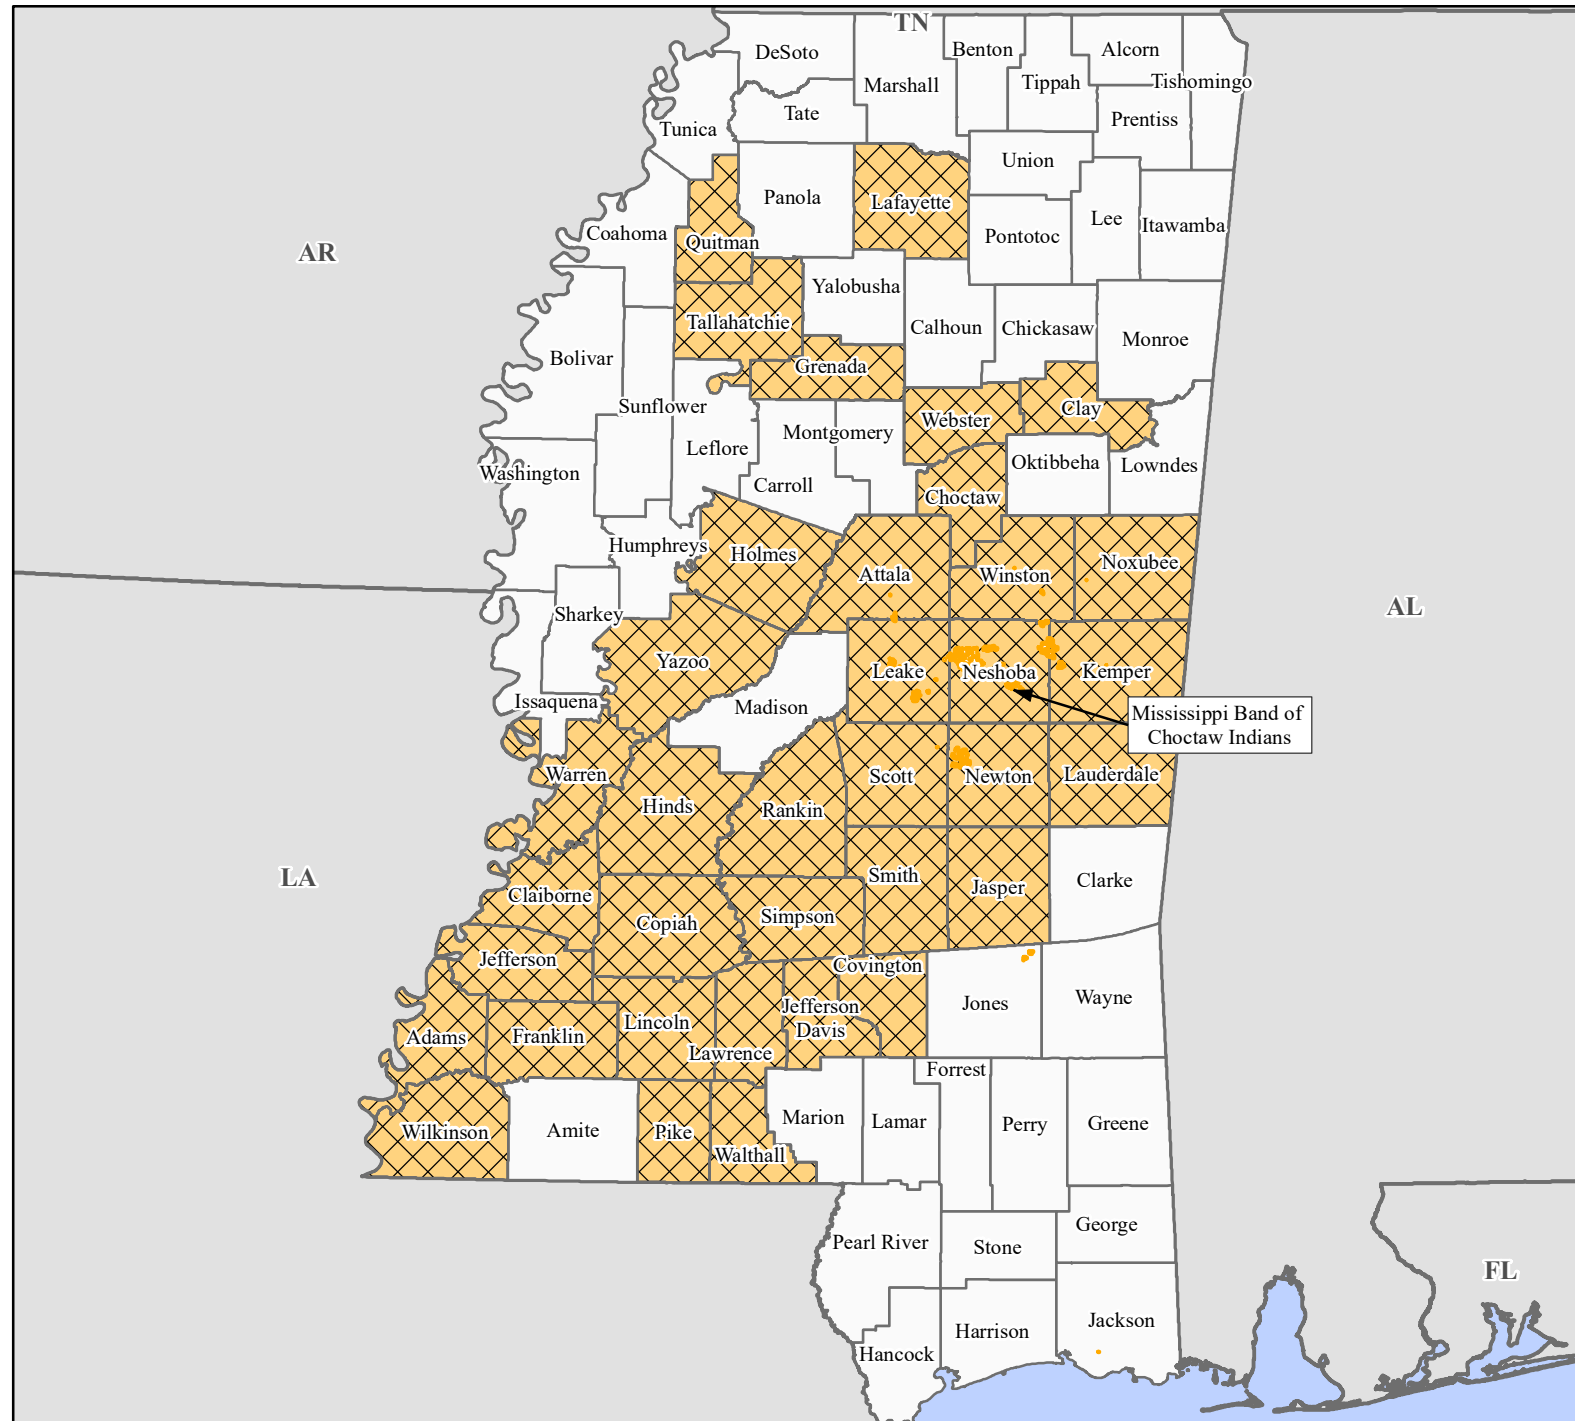 TN
DeSoto
Benton
Alcorn
Marshall
Tippah
Tishomingo
Tate
Prentiss
Tunica
Union
Panola
Lafayette
Lee
Itawamba
Coahoma
Quitman
Pontotoc
AR
Yalobusha
Tallahatchie
Calhoun
Chickasaw
Monroe
Bolivar
Grenada
Sunflower
Clay
Webster
Montgomery
Leflore
Oktibbeha
Lowndes
Washington
Carroll
Choctaw
Humphreys
Holmes
Attala
Winston
Noxubee
AL
Sharkey
Yazoo
Leake
Neshoba
Kemper
Issaquena
Madison
Mississippi Band of
Choctaw Indians
Warren
Scott
Newton
Lauderdale
Hinds
Rankin
LA
Smith
Jasper
Clarke
Claiborne
Copiah
Simpson
Jefferson
Covington
Jones
Wayne
Jefferson
Davis
Adams
Franklin
Lincoln
Lawrence
Forrest
Wilkinson
Amite
Pike
Walthall
Marion
Lamar
Perry
Greene
Pearl River
Stone
George
FL
Jackson
Harrison
Hancock